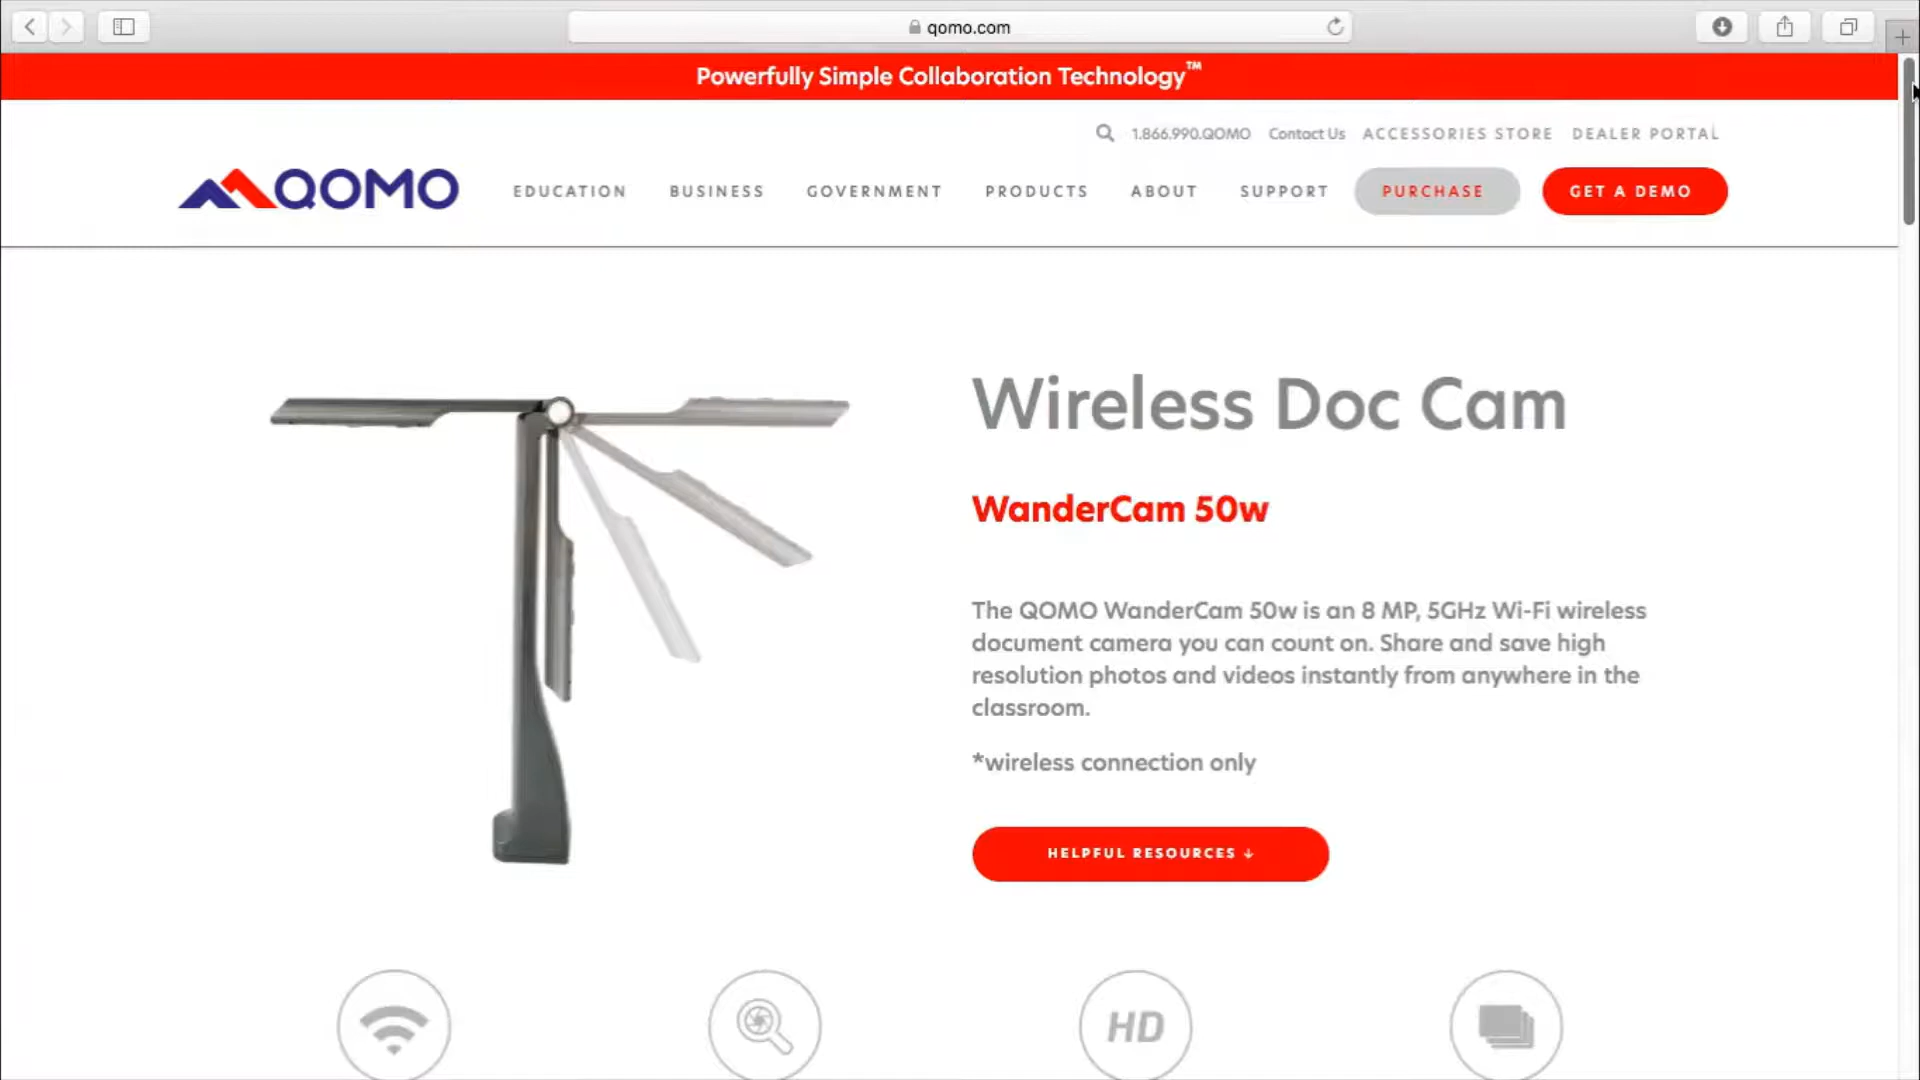 qomo.com
Powerfully Simple Collaboration Technology™
1.866.990.QOMO Contact Us ACCESSORIES STORE DEALER PORTAL
QOMO EDUCATION BUSINESS GOVERNMENT PRODUCTS ABOUT SUPPORT PURCHASE GET A DEMO
Wireless Doc Cam
WanderCam 50w
The QOMO WanderCam 50w is an 8 MP, 5GHz Wi-Fi wireless
document camera you can count on. Share and save high
resolution photos and videos instantly from anywhere in the
classroom.
*wireless connection only
HELPFUL RESOURCES ↓
HD